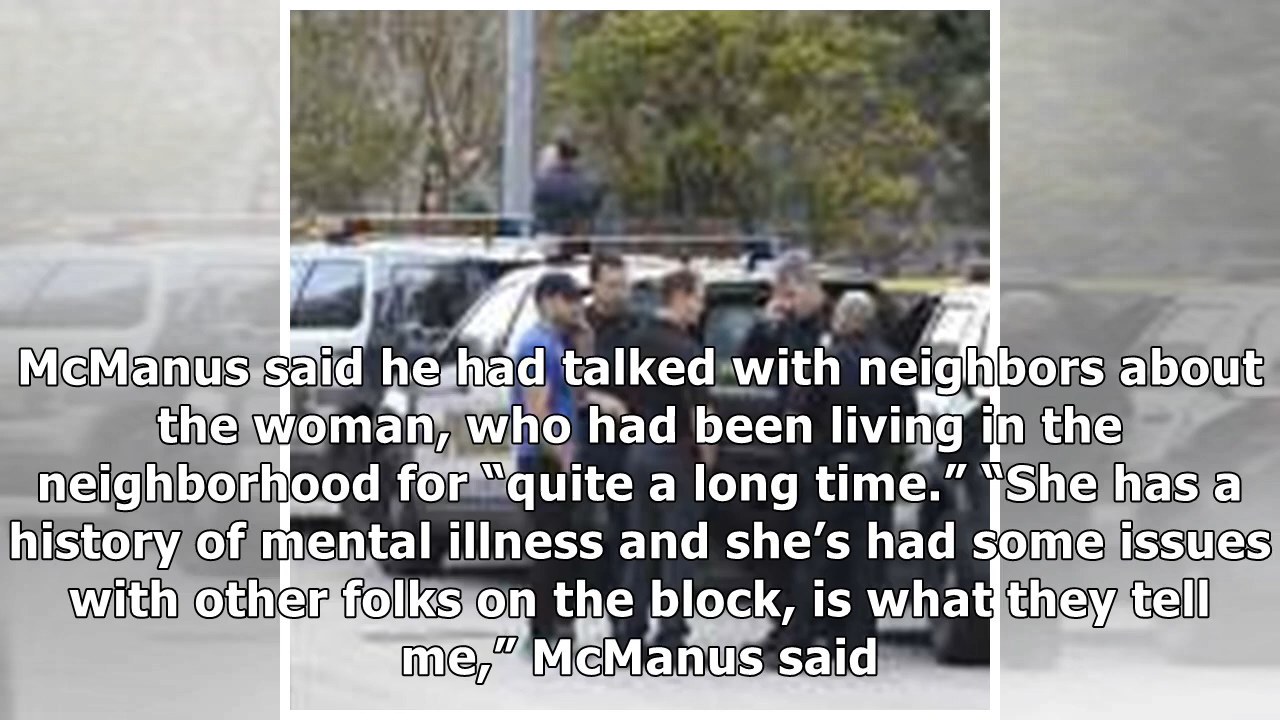 McManus said he had talked with neighbors about
the woman, who had been living in the
neighborhood for “quite a long time.” “She has a
history of mental illness and she’s had some issues
with other folks on the block, is what they tell
me,” McManus said